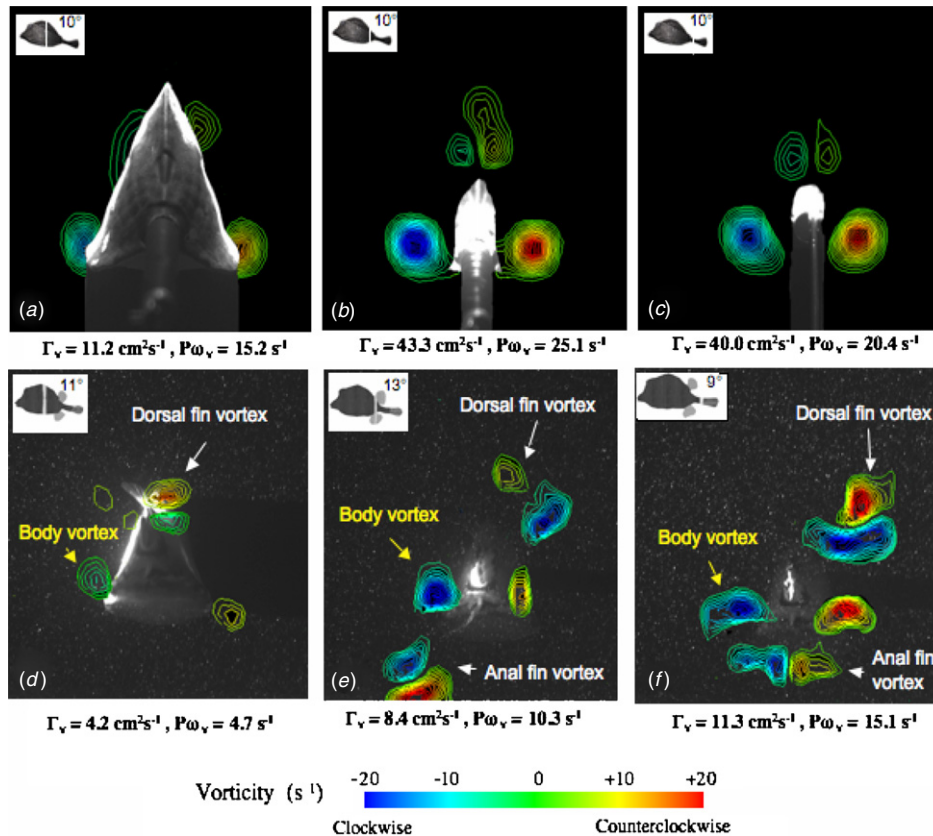 10°
10°
10°
(a)
(b)
(c)
Γv = 11.2 cm²s⁻¹ , Pωv = 15.2 s⁻¹
Γv = 43.3 cm²s⁻¹ , Pωv = 25.1 s⁻¹
Γv = 40.0 cm²s⁻¹ , Pωv = 20.4 s⁻¹
11°
Dorsal fin vortex
Body vortex
(d)
13°
Dorsal fin vortex
Body vortex
Anal fin vortex
(e)
9°
Dorsal fin vortex
Body vortex
Anal fin
vortex
(f)
Γv = 4.2 cm²s⁻¹ , Pωv = 4.7 s⁻¹
Γv = 8.4 cm²s⁻¹ , Pωv = 10.3 s⁻¹
Γv = 11.3 cm²s⁻¹ , Pωv = 15.1 s⁻¹
Vorticity (s ¹)
-20 -10 0 +10 +20
Clockwise Counterclockwise